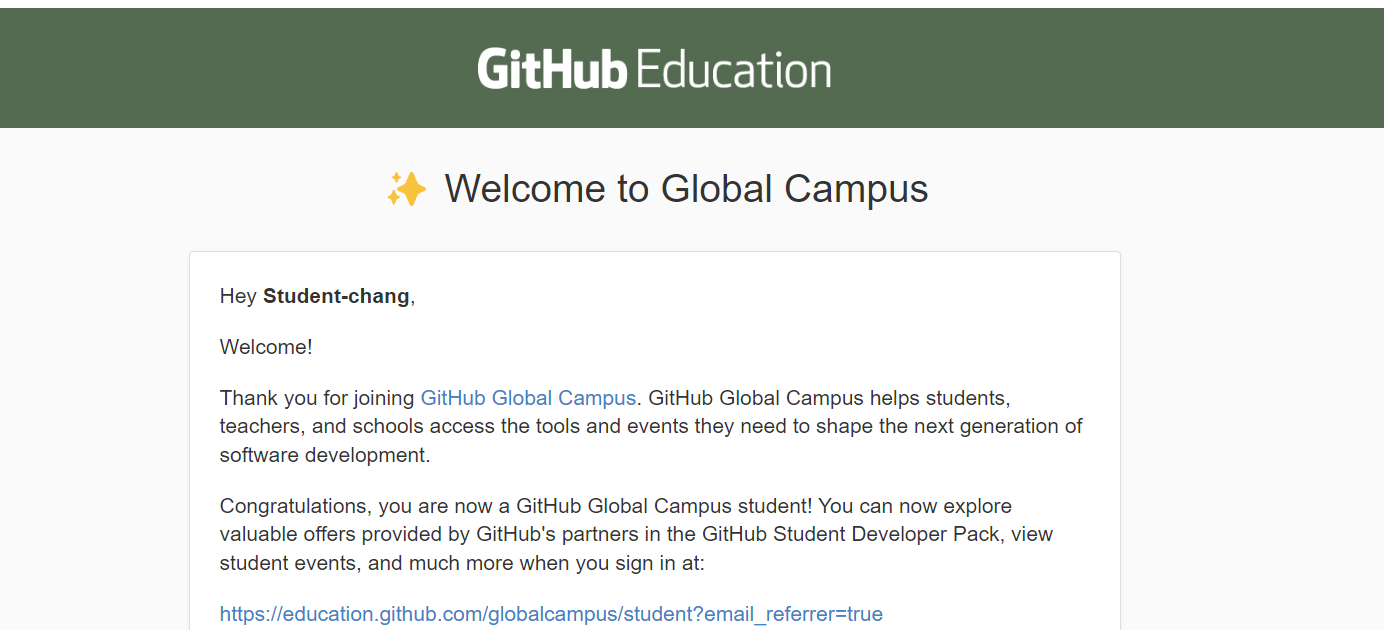 GitHub Education
✨ Welcome to Global Campus
Hey Student-chang,
Welcome!
Thank you for joining GitHub Global Campus. GitHub Global Campus helps students,
teachers, and schools access the tools and events they need to shape the next generation of
software development.
Congratulations, you are now a GitHub Global Campus student! You can now explore
valuable offers provided by GitHub's partners in the GitHub Student Developer Pack, view
student events, and much more when you sign in at:
https://education.github.com/globalcampus/student?email_referrer=true